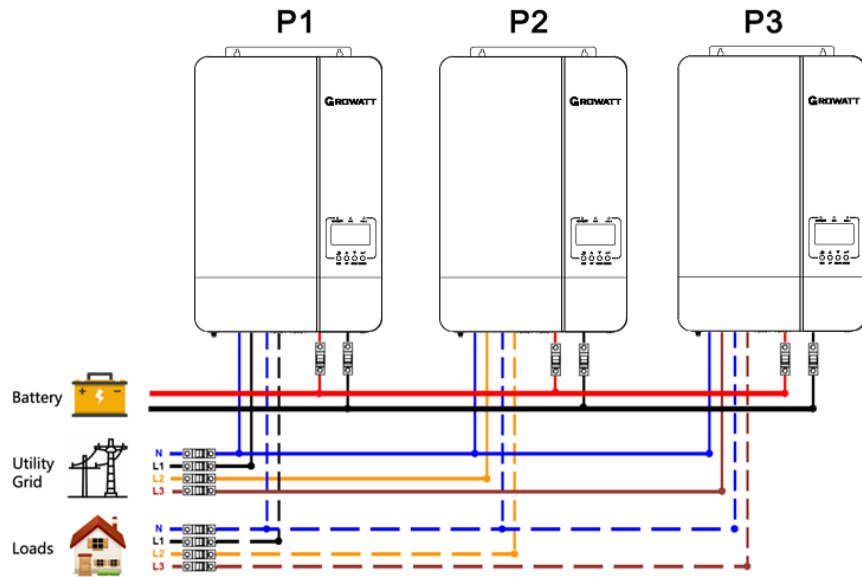 P1 P2 P3
GROWATT GROWATT GROWATT
Battery
Utility
Grid
N
L1
L2
L3
Loads
N
L1
L2
L3